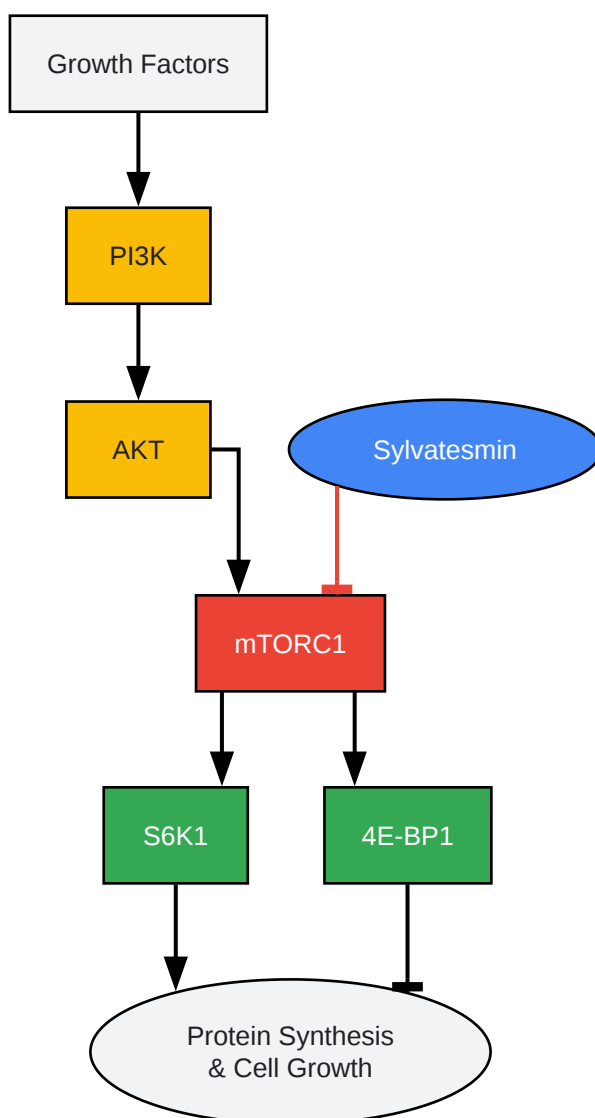 Growth Factors
PI3K
AKT
Sylvatesmin
mTORC1
S6K1
4E-BP1
Protein Synthesis
& Cell Growth